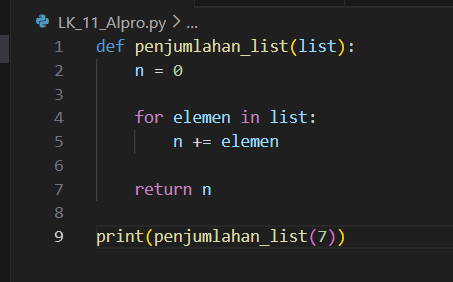 LK_11_Alpro.py > ...
1 def penjumlahan_list(list):
2     n = 0
3
4     for elemen in list:
5         n += elemen
6
7     return n
8
9 print(penjumlahan_list(7))